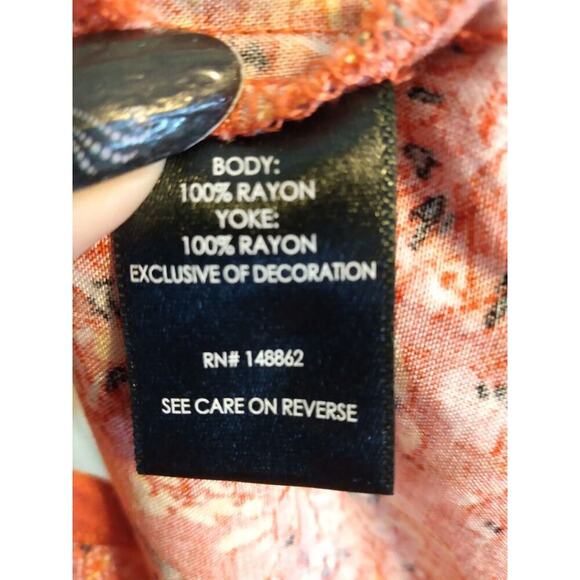 BODY:
100% RAYON
YOKE:
100% RAYON
EXCLUSIVE OF DECORATION
RN# 148862
SEE CARE ON REVERSE